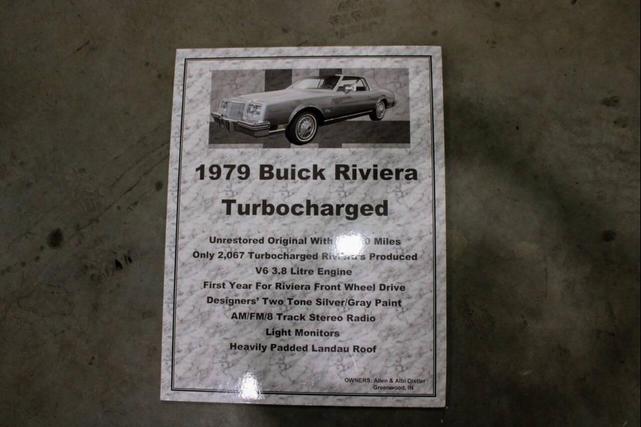 1979 Buick Riviera
Turbocharged
Unrestored Original With 0 Miles
Only 2,067 Turbocharged Riviera's Produced
V6 3.8 Litre Engine
First Year For Riviera Front Wheel Drive
Designers' Two Tone Silver/Gray Paint
AM/FM/8 Track Stereo Radio
Light Monitors
Heavily Padded Landau Roof
OWNERS: Allen &
Greenwood, IN